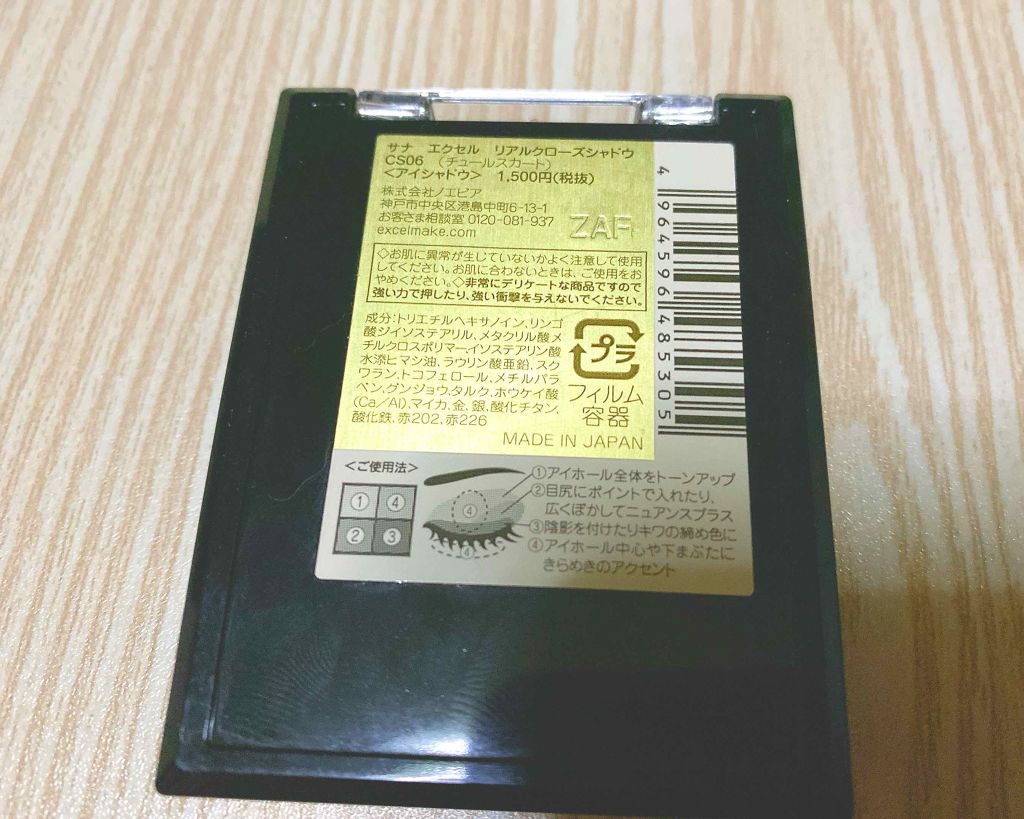 サナ エクセル リアルクローズシャドウ
CS06 (チュールスカート)
<アイシャドウ> 1,500円(税抜)
株式会社ノエビア
神戸市中央区港島中町6-13-1
お客さま相談室 0120-081-937
excelmake.com
ZAF
◇お肌に異常が生じていないかよく注意して使用
してください。お肌に合わないときは、ご使用をお
やめください。◇非常にデリケートな商品ですので
強い力で押したり、強い衝撃を与えないでください。
成分:トリエチルヘキサノイン、リンゴ
酸ジイソステアリル、メタクリル酸メ
チルクロスポリマー、イソステアリン酸
水添ヒマシ油、ラウリン酸亜鉛、スク
ワラン、トコフェロール、メチルパラ
ベン、グンジョウ、タルク、ホウケイ酸
(Ca/Al)、マイカ、金、銀、酸化チタン、
酸化鉄、赤202、赤226
プラ
フィルム
容器
MADE IN JAPAN
4964596485305
<ご使用法>
① ④
② ③
④
④
①アイホール全体をトーンアップ
②目尻にポイントで入れたり、
広くぼかしてニュアンスプラス
③陰影を付けたりキワの締め色に
④アイホール中心や下まぶたに
きらめきのアクセント